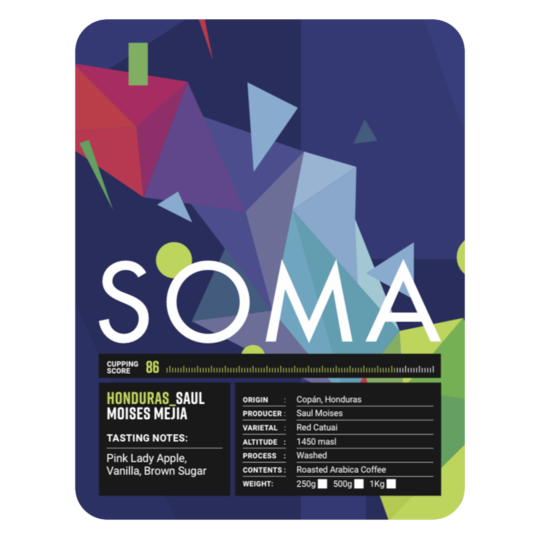 SOMA
CUPPING
SCORE
86
HONDURAS_SAUL
MOISES MEJIA
TASTING NOTES:
Pink Lady Apple,
Vanilla, Brown Sugar
ORIGIN : Copán, Honduras
PRODUCER : Saul Moises
VARIETAL : Red Catuai
ALTITUDE : 1450 masl
PROCESS : Washed
CONTENTS : Roasted Arabica Coffee
WEIGHT: 250g 500g 1Kg